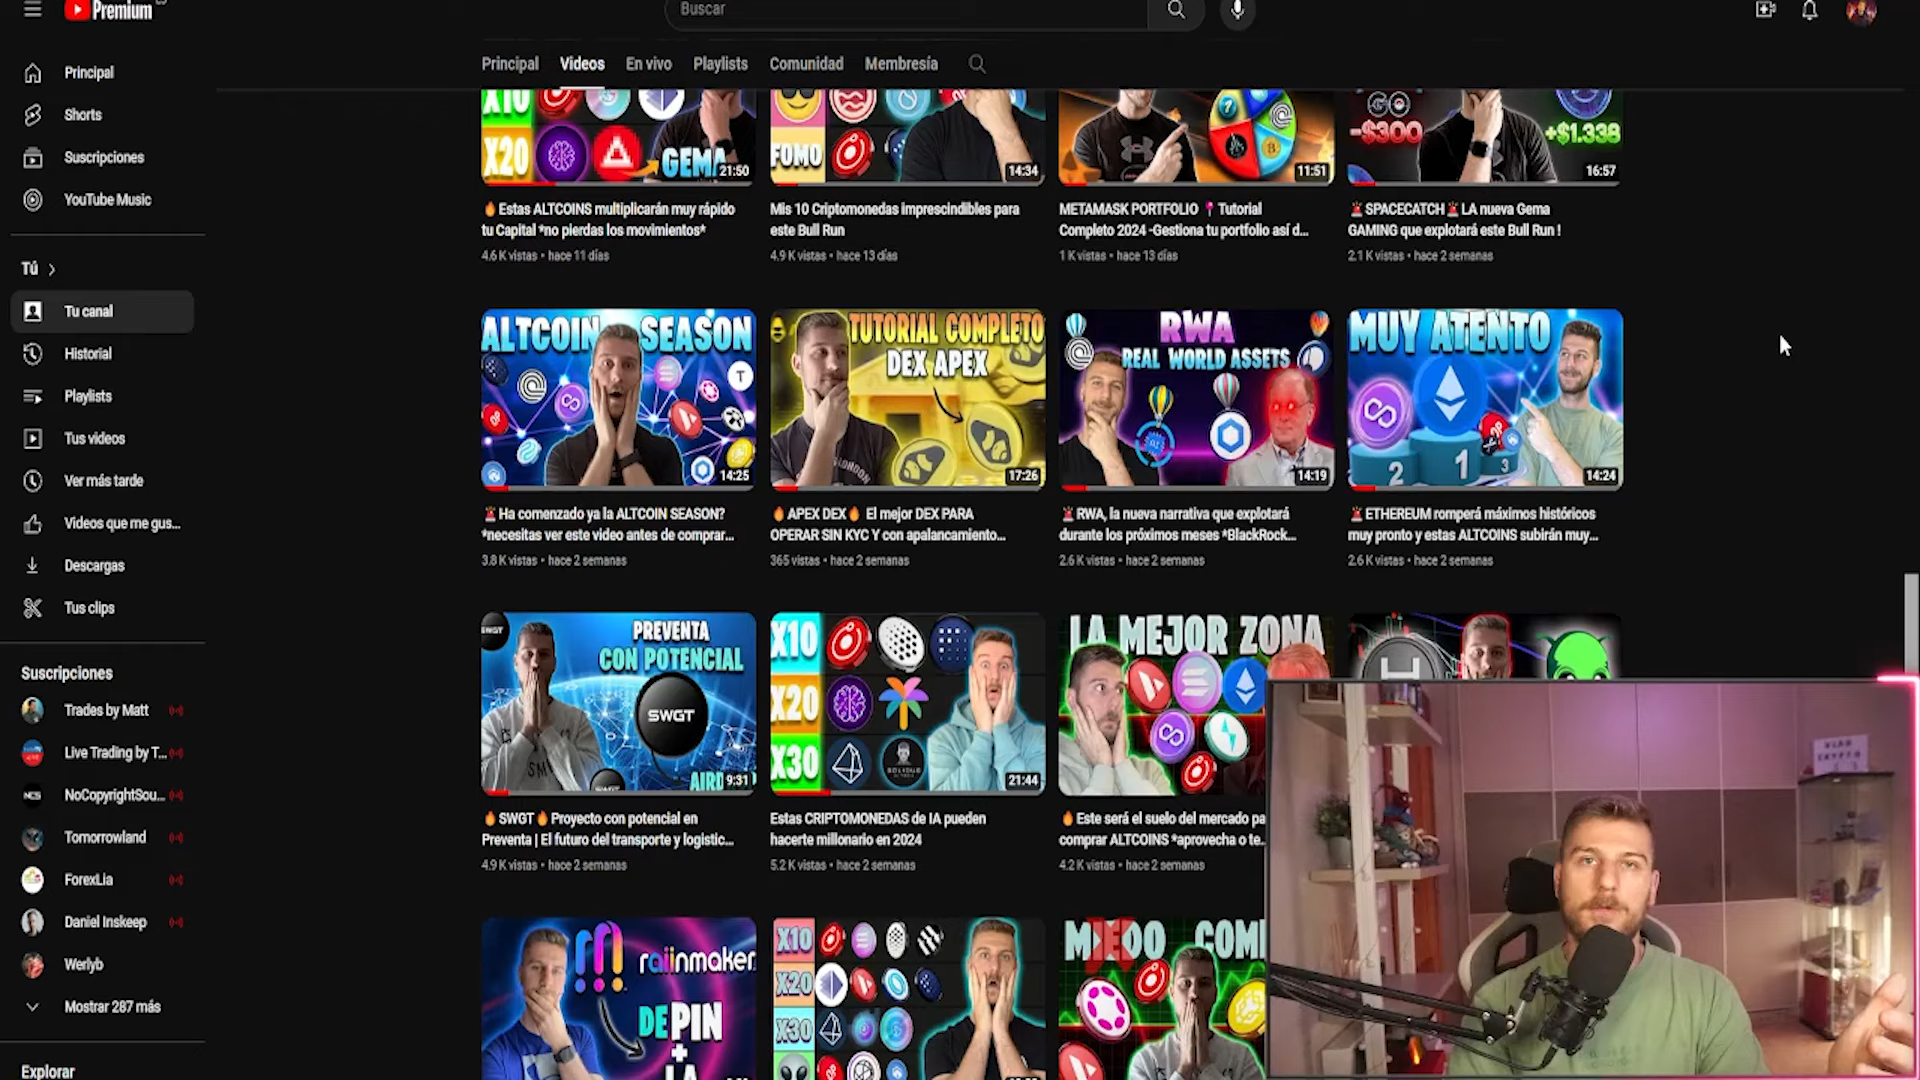 Premium
Buscar
Principal
Videos
En vivo
Playlists
Comunidad
Membresía
Principal
Shorts
Suscripciones
YouTube Music
Tú
Tu canal
Historial
Playlists
Tus videos
Ver más tarde
Videos que me gus...
Descargas
Tus clips
Suscripciones
Trades by Matt
Live Trading by T...
NoCopyrightSou...
Tomorrowland
ForexLia
Daniel Inskeep
Werlyb
Mostrar 287 más
Explorar
X10
X20
GEMA
21:50
FOMO
14:34
11:51
GO
-$300
+$1.338
16:57
🔥Estas ALTCOINS multiplicarán muy rápido
tu Capital *no pierdas los movimientos*
4.6 K vistas • hace 11 días
Mis 10 Criptomonedas imprescindibles para
este Bull Run
4.9 K vistas • hace 13 días
METAMASK PORTFOLIO 📍 Tutorial
Completo 2024 -Gestiona tu portfolio así d...
1 K vistas • hace 13 días
🚨SPACECATCH🚨LA nueva Gema
GAMING que explotará este Bull Run !
2.1 K vistas • hace 2 semanas
ALTCOIN SEASON
T
14:25
TUTORIAL COMPLETO
DEX APEX
17:26
RWA
REAL WORLD ASSETS
14:19
MUY ATENTO
2 1 3
14:24
🚨Ha comenzado ya la ALTCOIN SEASON?
*necesitas ver este video antes de comprar...
3.8 K vistas • hace 2 semanas
🔥APEX DEX🔥 El mejor DEX PARA
OPERAR SIN KYC Y con apalancamiento...
365 vistas • hace 2 semanas
🚨RWA, la nueva narrativa que explotará
durante los próximos meses *BlackRock...
2.6 K vistas • hace 2 semanas
🚨ETHEREUM romperá máximos históricos
muy pronto y estas ALTCOINS subirán muy...
2.6 K vistas • hace 2 semanas
SWGT
PREVENTA
CON POTENCIAL
SWGT
AIRD
9:31
X10
X20
X30
21:44
LA MEJOR ZONA
🔥SWGT🔥Proyecto con potencial en
Preventa | El futuro del transporte y logistic...
4.9 K vistas • hace 2 semanas
Estas CRIPTOMONEDAS de IA pueden
hacerte millonario en 2024
5.2 K vistas • hace 2 semanas
🔥Este será el suelo del mercado pa
comprar ALTCOINS *aprovecha o te..
4.2 K vistas • hace 2 semanas
raiinmaker
DEPIN
+
LA
X10
X20
X30
MIEDO COM